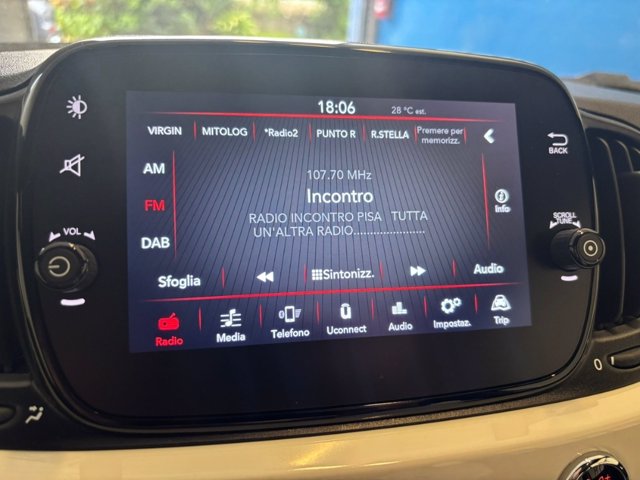 18:06 28 °C est.
VIRGIN MITOLOG *Radio2 PUNTO R R.STELLA Premere per
memorizz.
BACK
AM
107.70 MHz
Incontro
FM
Info
RADIO INCONTRO PISA TUTTA
UN'ALTRA RADIO......................
SCROLL
TUNE
VOL
DAB
Sfoglia Sintonizz. Audio
Radio Media Telefono Uconnect Audio Impostaz. Trip
0